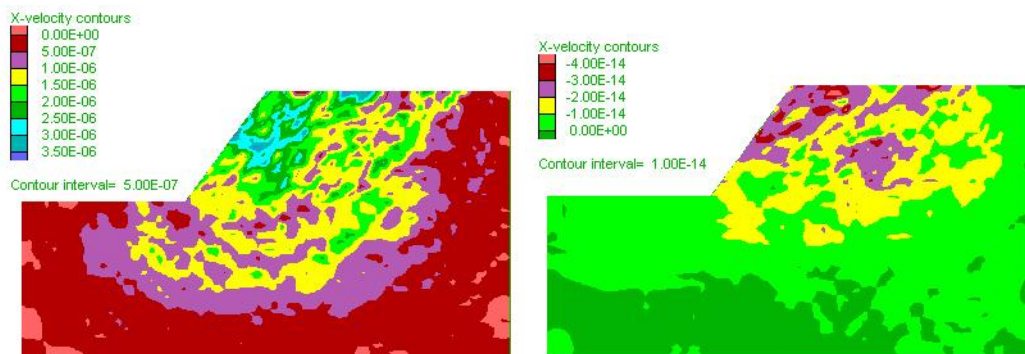 X-velocity contours
0.00E+00
5.00E-07
1.00E-06
1.50E-06
2.00E-06
2.50E-06
3.00E-06
3.50E-06
Contour interval= 5.00E-07
X-velocity contours
-4.00E-14
-3.00E-14
-2.00E-14
-1.00E-14
0.00E+00
Contour interval= 1.00E-14